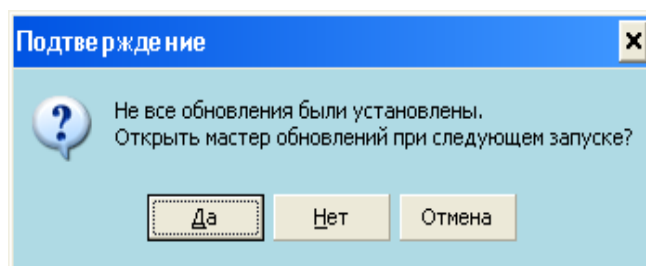 Подтверждение
Не все обновления были установлены.
Открыть мастер обновлений при следующем запуске?
Да
Нет
Отмена